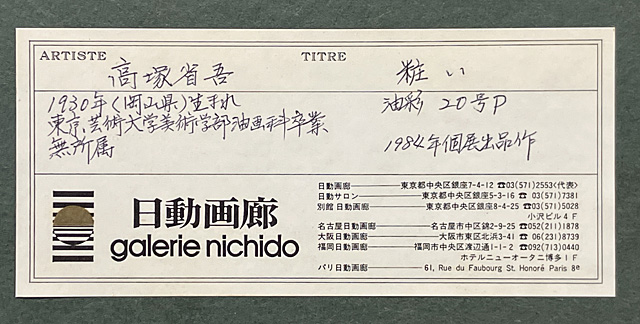 ARTISTE 高塚省吾 TITRE 粧い
1930年(岡山県)生まれ 油彩 20号P
東京芸術大学美術学部油画科卒業
無所属 1984年個展出品作
日動画廊
galerie nichido
日動画廊――東京都中央区銀座7-4-12 ☎03(571)2553<代表>
日動サロン――東京都中央区銀座5-3-16 ☎03(571)7381
別館日動画廊――東京都中央区銀座8-4-25 ☎03(571)5028
小沢ビル4F
名古屋日動画廊――名古屋市中区錦2-9-25 ☎052(211)1878
大阪日動画廊――大阪市東区北浜3-41 ☎06(231)8739
福岡日動画廊――福岡市中央区渡辺通1-1-2 ☎092(713)0440
ホテルニューオータニ博多1F
パリ日動画廊――61, Rue du Faubourg St. Honoré Paris 8e